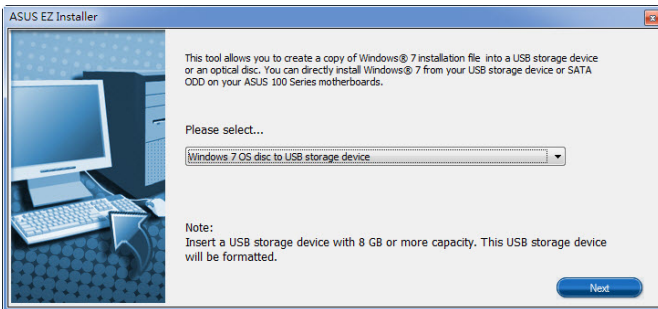 ASUS EZ Installer
This tool allows you to create a copy of Windows® 7 installation file into a USB storage device
or an optical disc. You can directly install Windows® 7 from your USB storage device or SATA
ODD on your ASUS 100 Series motherboards.
Please select...
Windows 7 OS disc to USB storage device
Note:
Insert a USB storage device with 8 GB or more capacity. This USB storage device
will be formatted.
Next